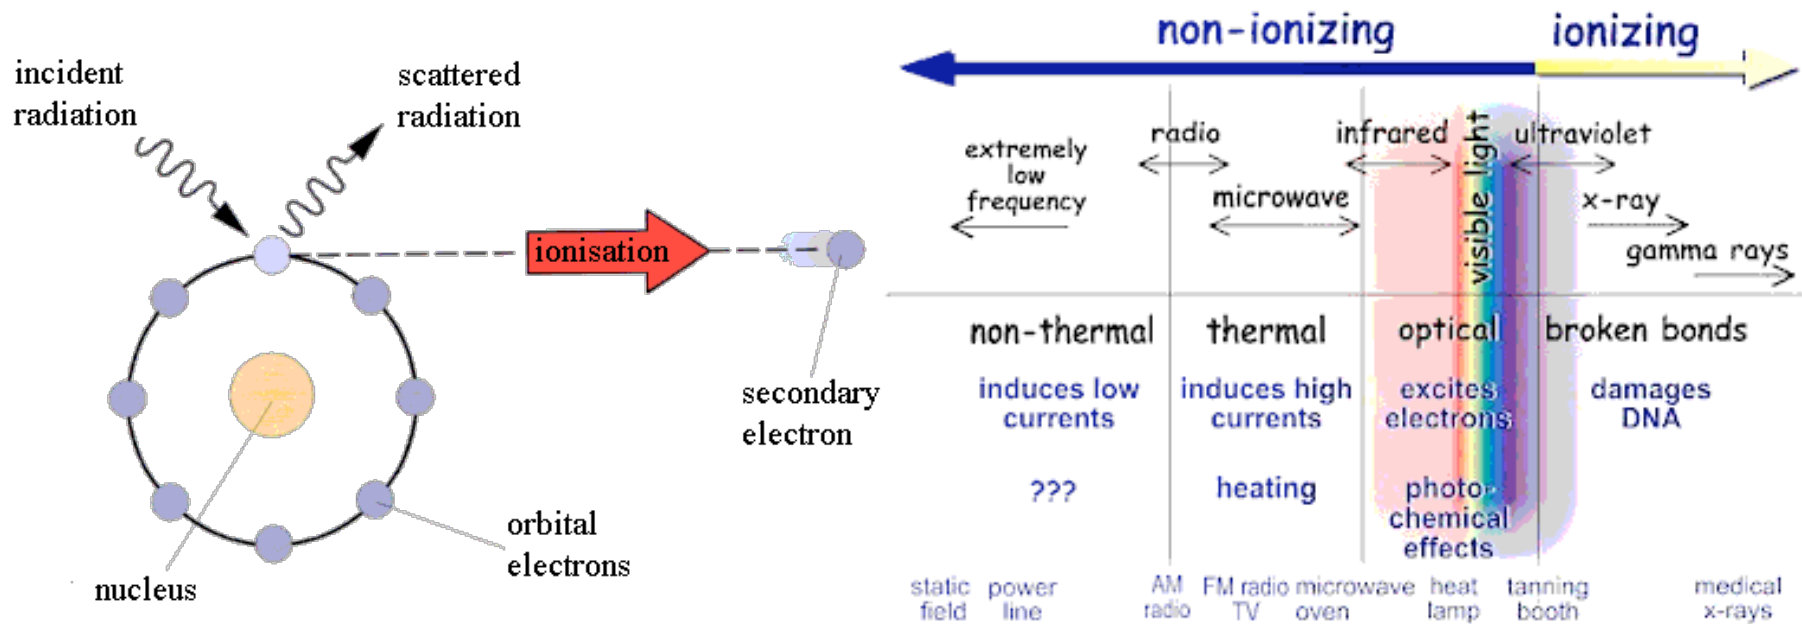 incident
radiation
scattered
radiation
ionisation
secondary
electron
orbital
electrons
nucleus
non-ionizing
ionizing
extremely
low
frequency
radio
microwave
infrared
visible light
ultraviolet
x-ray
gamma rays
non-thermal
thermal
optical
broken bonds
induces low
currents
induces high
currents
excites
electrons
damages
DNA
???
heating
photo-
chemical
effects
static
field
power
line
AM
radio
FM radio
TV
microwave
oven
heat
lamp
tanning
booth
medical
x-rays